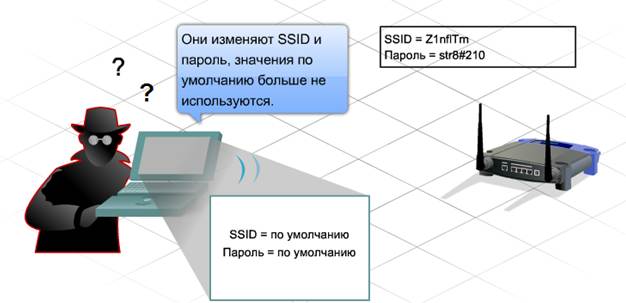 Они изменяют SSID и
пароль, значения по
умолчанию больше не
используются.
?
?
SSID = Z1nflTm
Пароль = str8#210
SSID = по умолчанию
Пароль = по умолчанию